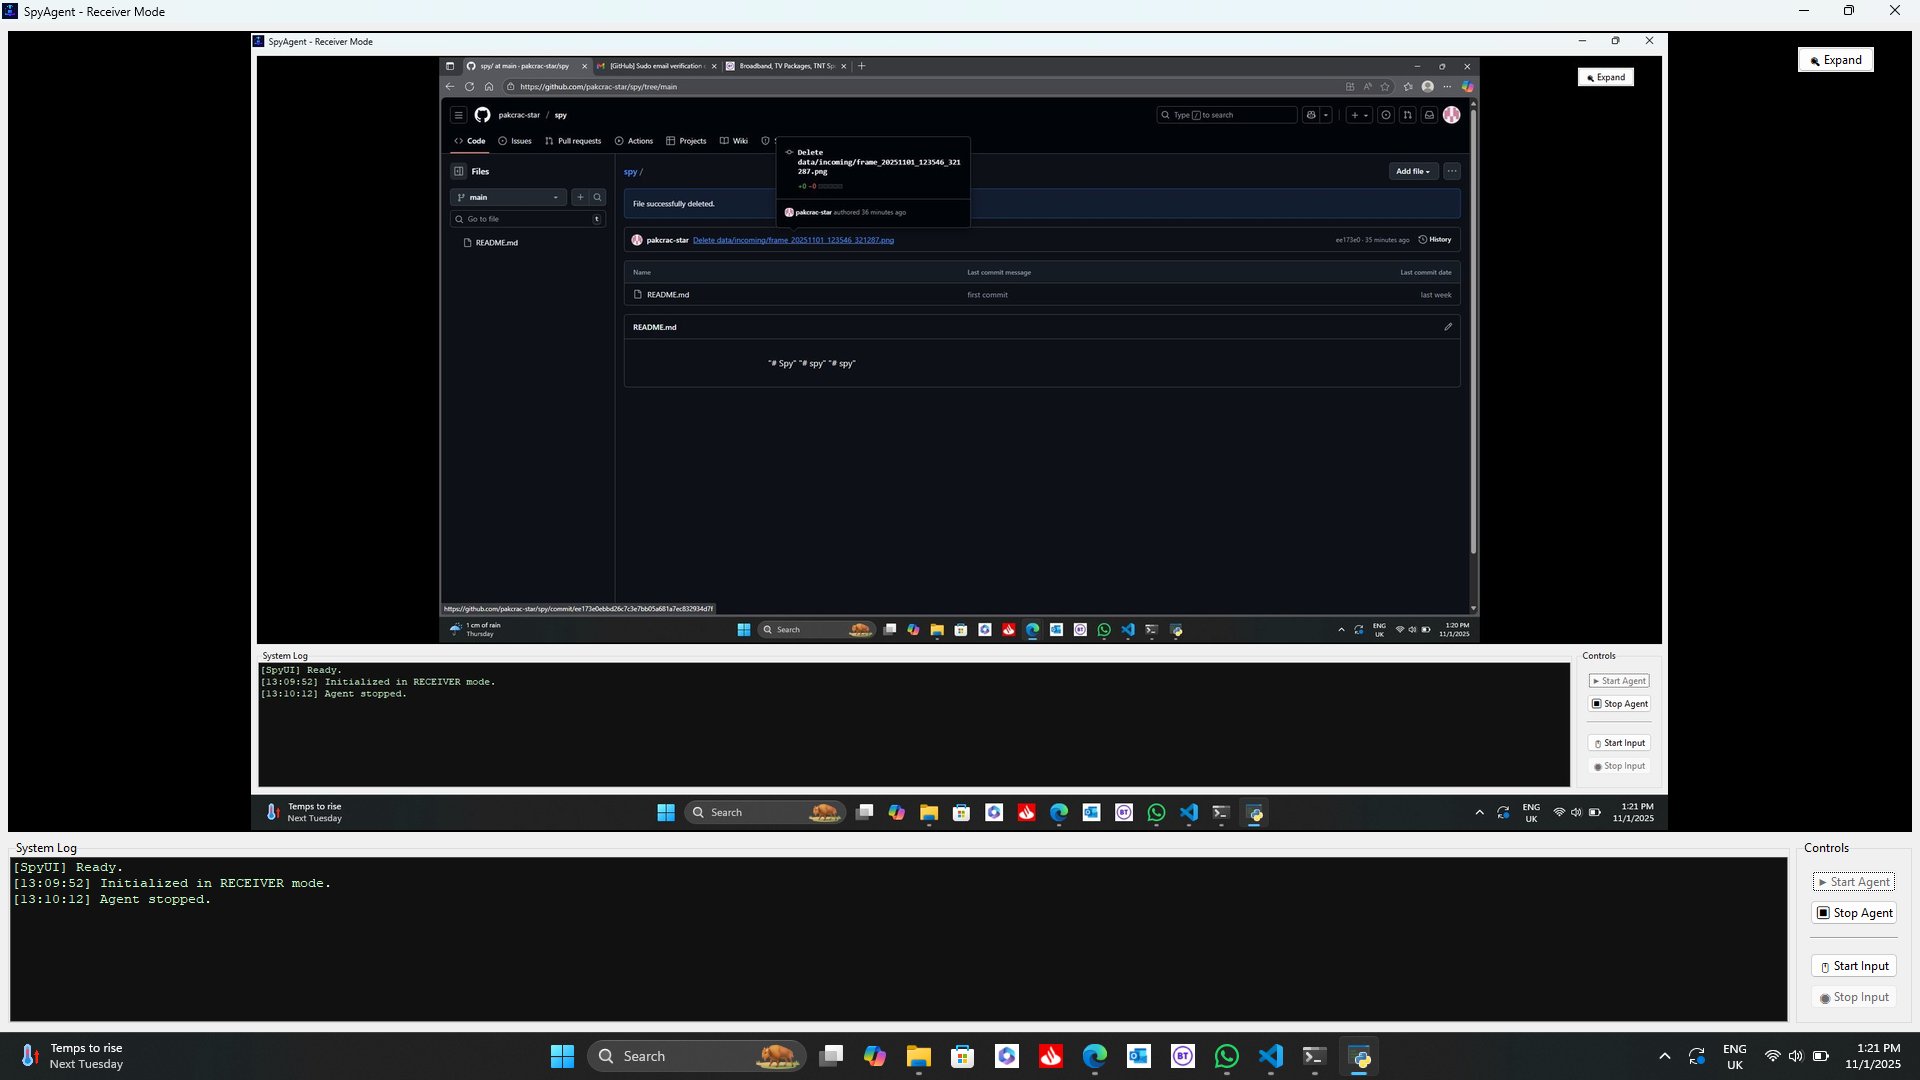 SpyAgent - Receiver Mode
SpyAgent - Receiver Mode
Expand
spy/ at main · pakcrac-star/spy
[GitHub] Sudo email verification c
Broadband, TV Packages, TNT Sp
Expand
https://github.com/pakcrac-star/spy/tree/main
pakcrac-star / spy
Type / to search
Code
Issues
Pull requests
Actions
Projects
Wiki
Delete
data/incoming/frame_20251101_123546_321
287.png
+0 −0
pakcrac-star authored 36 minutes ago
Files
main
Go to file
t
README.md
spy /
Add file
File successfully deleted.
pakcrac-star Delete data/incoming/frame_20251101_123546_321287.png
ee173e0 · 35 minutes ago
History
Name
Last commit message
Last commit date
README.md
first commit
last week
README.md
"# Spy" "# spy" "# spy"
https://github.com/pakcrac-star/spy/commit/ee173e0ebbd26c7c3e7bb05a681a7ec832934d7f
1 cm of rain
Thursday
Search
ENG
UK
1:20 PM
11/1/2025
System Log
[SpyUI] Ready.
[13:09:52] Initialized in RECEIVER mode.
[13:10:12] Agent stopped.
Controls
Start Agent
Stop Agent
Start Input
Stop Input
Temps to rise
Next Tuesday
Search
BT
ENG
UK
1:21 PM
11/1/2025
System Log
[SpyUI] Ready.
[13:09:52] Initialized in RECEIVER mode.
[13:10:12] Agent stopped.
Controls
Start Agent
Stop Agent
Start Input
Stop Input
Temps to rise
Next Tuesday
Search
BT
ENG
UK
1:21 PM
11/1/2025